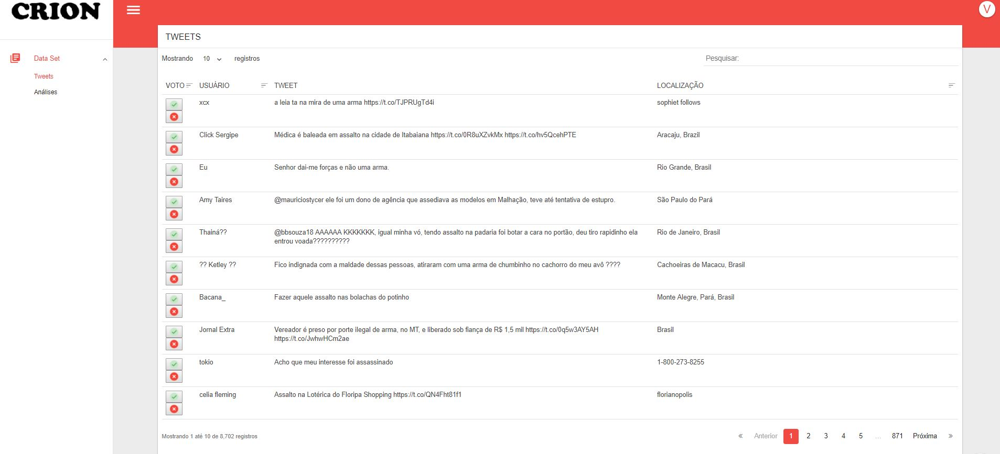 CRION
V
Data Set
Tweets
Análises
TWEETS
Mostrando 10 registros
Pesquisar:
VOTO USUÁRIO TWEET LOCALIZAÇÃO
xcx a leia ta na mira de uma arma https://t.co/TJPRUgTd4i sophiet follows
Click Sergipe Médica é baleada em assalto na cidade de Itabaiana https://t.co/0R8uXZvkMx https://t.co/hv5QcehPTE Aracaju, Brazil
Eu Senhor dai-me forças e não uma arma. Rio Grande, Brasil
Amy Taires @mauriciostycer ele foi um dono de agência que assediava as modelos em Malhação, teve até tentativa de estupro. São Paulo do Pará
Thainá?? @bbsouza18 AAAAAA KKKKKKK, igual minha vó, tendo assalto na padaria foi botar a cara no portão, deu tiro rapidinho ela Rio de Janeiro, Brasil
entrou voada??????????
?? Ketley ?? Fico indignada com a maldade dessas pessoas, atiraram com uma arma de chumbinho no cachorro do meu avô ???? Cachoeiras de Macacu, Brasil
Bacana_ Fazer aquele assalto nas bolachas do potinho Monte Alegre, Pará, Brasil
Jornal Extra Vereador é preso por porte ilegal de arma, no MT, e liberado sob fiança de R$ 1,5 mil https://t.co/0q5w3AY5AH Brasil
https://t.co/JwhwHCm2ae
tokio Acho que meu interesse foi assassinado 1-800-273-8255
celia fleming Assalto na Lotérica do Floripa Shopping https://t.co/QN4Fht81f1 florianopolis
Mostrando 1 até 10 de 8,702 registros
« Anterior 1 2 3 4 5 ... 871 Próxima »